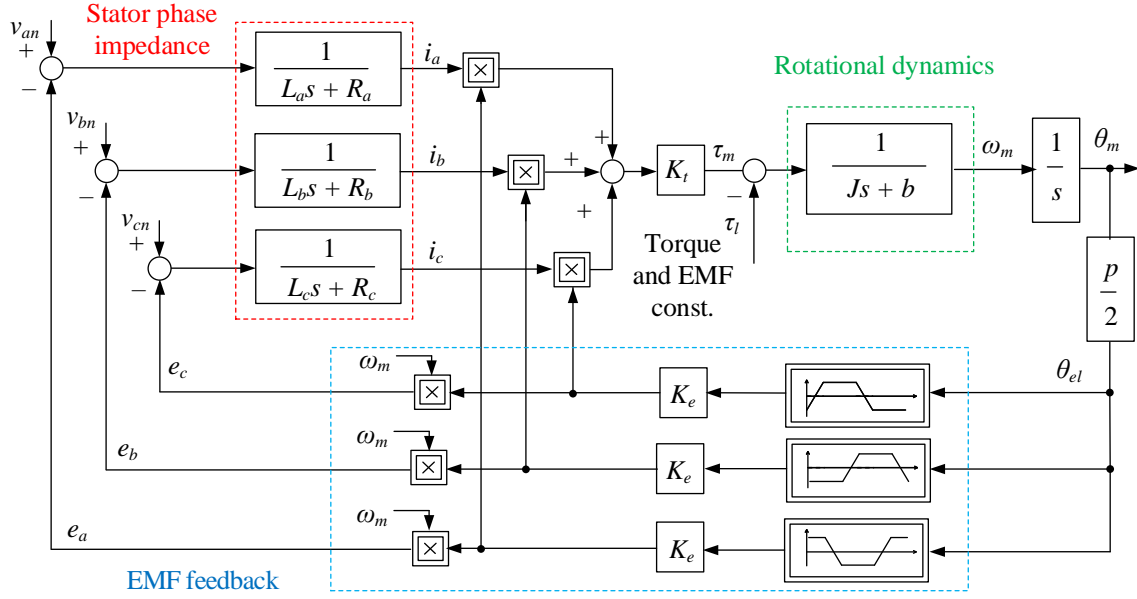 v_an
Stator phase
impedance
+
−
1
L_a s + R_a
i_a
×
Rotational dynamics
v_bn
+
−
1
L_b s + R_b
i_b
×
+
+
+
K_t
τ_m
−
τ_l
1
Js + b
ω_m
1
s
θ_m
v_cn
+
−
1
L_c s + R_c
i_c
×
Torque
and EMF
const.
p
2
e_c
ω_m
×
K_e
θ_el
e_b
ω_m
×
K_e
e_a
ω_m
×
K_e
EMF feedback